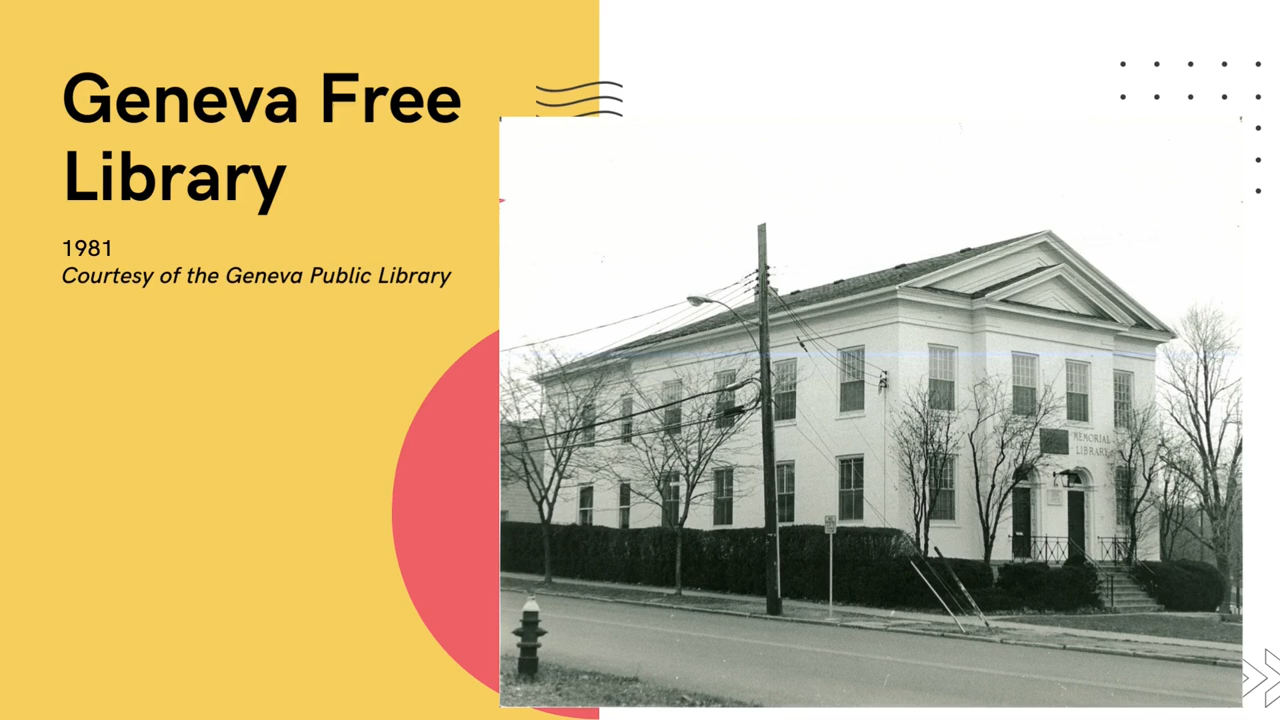 Geneva Free
Library
1981
Courtesy of the Geneva Public Library
MEMORIAL
LIBRARY